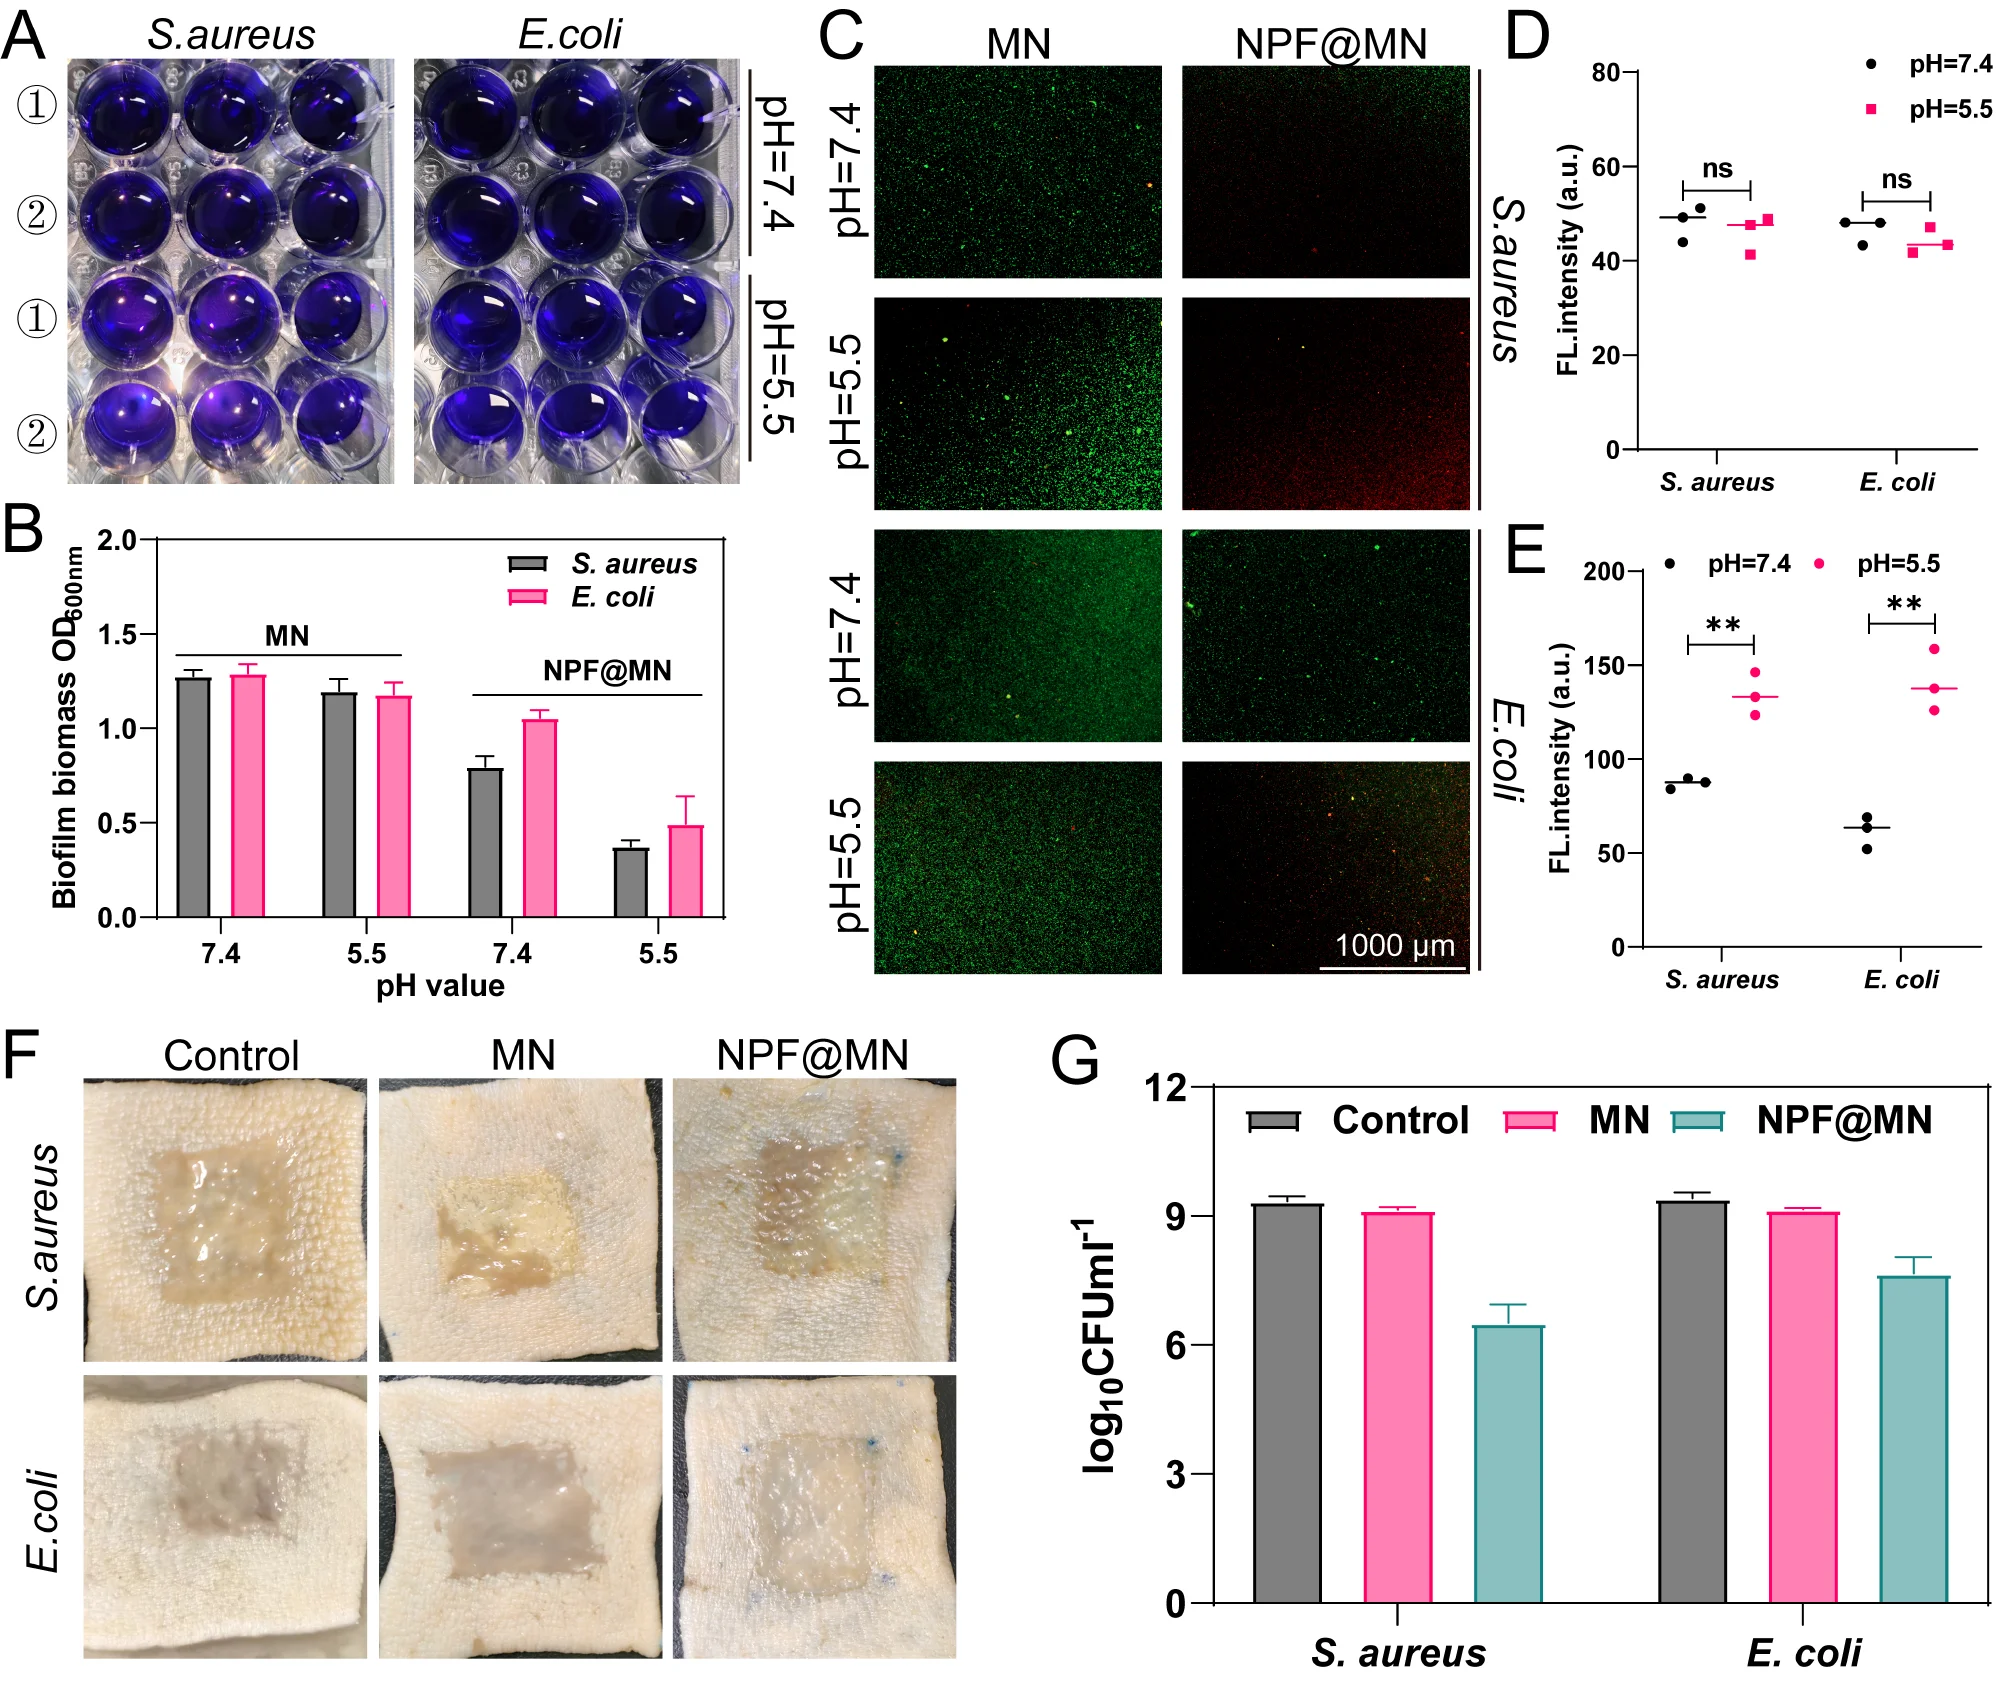 A
S.aureus
E.coli
①
②
①
②
pH=7.4
pH=5.5
B
Biofilm biomass OD600nm
2.0
1.5
1.0
0.5
0.0
S. aureus
E. coli
MN
NPF@MN
7.4
5.5
7.4
5.5
pH value
C
MN
NPF@MN
pH=7.4
pH=5.5
pH=7.4
pH=5.5
S.aureus
E.coli
1000 μm
D
pH=7.4
pH=5.5
FL.intensity (a.u.)
80
60
40
20
0
ns
ns
S. aureus
E. coli
E
pH=7.4
pH=5.5
FL.intensity (a.u.)
200
150
100
50
0
**
**
S. aureus
E. coli
F
Control
MN
NPF@MN
S.aureus
E.coli
G
Control
MN
NPF@MN
log10CFUml-1
12
9
6
3
0
S. aureus
E. coli